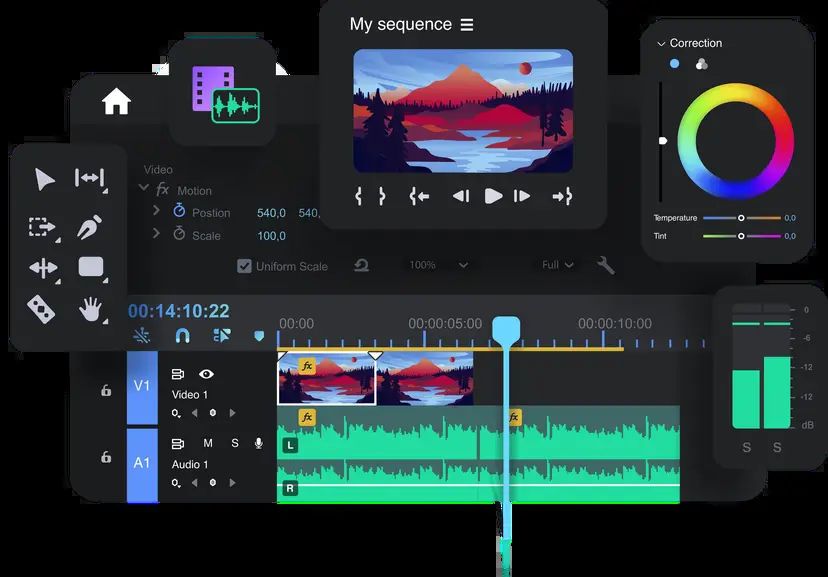 My sequence
Correction
Video
fx Motion
Postion 540,0 540,
Scale 100,0
Uniform Scale 100% Full
Temperature 0,0
Tint 0,0
00:14:10:22
00:00 00:00:05:00 00:00:10:00
V1
Video 1
fx
fx fx
A1
M S
Audio 1
L
R
0
-6
-12
-12
dB
S S